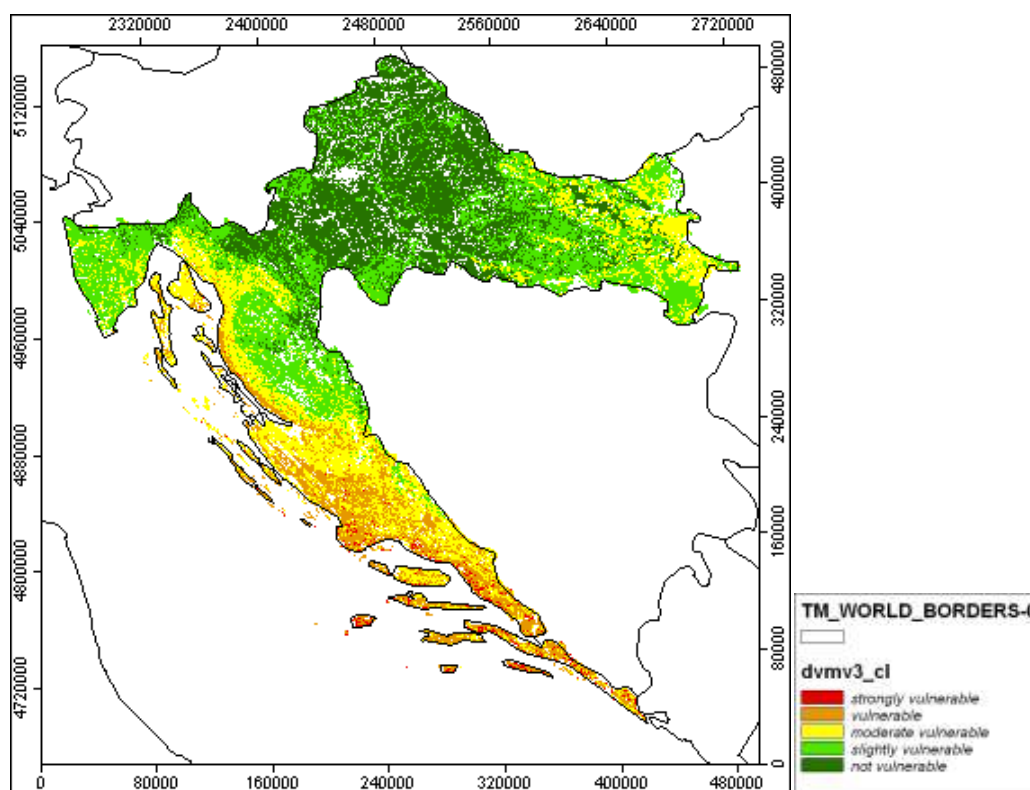 2320000 2400000 2480000 2560000 2640000 2720000
5120000
5040000
4960000
4880000
4800000
4720000
480000
400000
320000
240000
160000
80000
0
0 80000 160000 240000 320000 400000 480000
TM_WORLD_BORDERS-0
dvmv3_cl
strongly vulnerable
vulnerable
moderate vulnerable
slightly vulnerable
not vulnerable